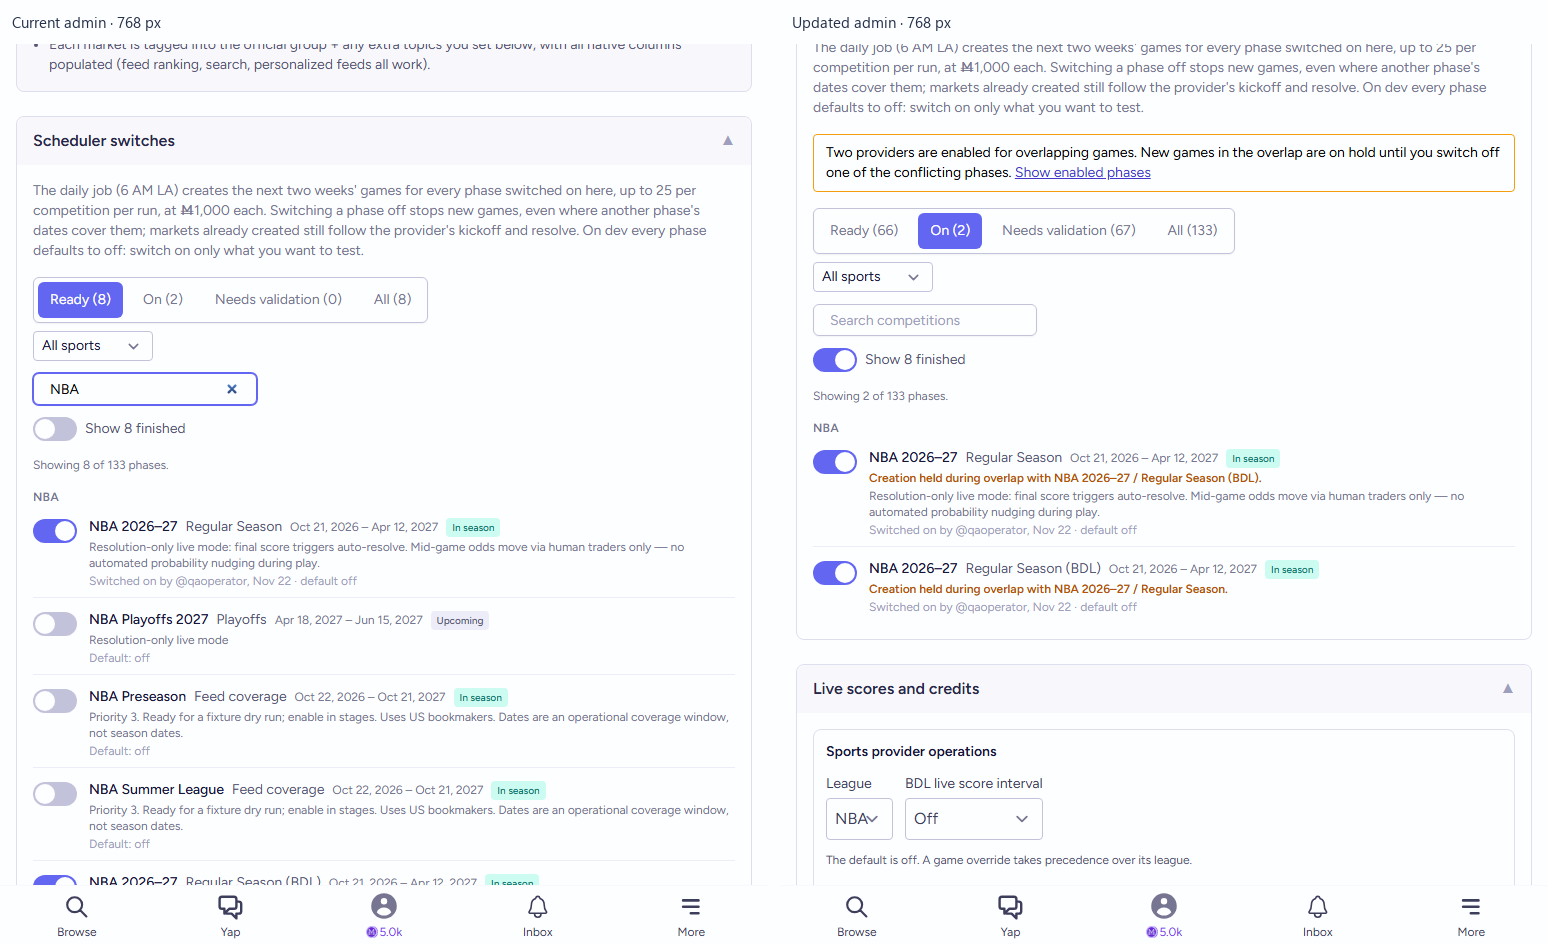 Current admin · 768 px
• Each market is tagged into the official group + any extra topics you set below, with all native columns
populated (feed ranking, search, personalized feeds all work).
Scheduler switches
The daily job (6 AM LA) creates the next two weeks' games for every phase switched on here, up to 25 per
competition per run, at M1,000 each. Switching a phase off stops new games, even where another phase's
dates cover them; markets already created still follow the provider's kickoff and resolve. On dev every phase
defaults to off: switch on only what you want to test.
Ready (8) On (2) Needs validation (0) All (8)
All sports
NBA
Show 8 finished
Showing 8 of 133 phases.
NBA
NBA 2026–27 Regular Season Oct 21, 2026 – Apr 12, 2027 In season
Resolution-only live mode: final score triggers auto-resolve. Mid-game odds move via human traders only — no
automated probability nudging during play.
Switched on by @qaoperator, Nov 22 · default off
NBA Playoffs 2027 Playoffs Apr 18, 2027 – Jun 15, 2027 Upcoming
Resolution-only live mode
Default: off
NBA Preseason Feed coverage Oct 22, 2026 – Oct 21, 2027 In season
Priority 3. Ready for a fixture dry run; enable in stages. Uses US bookmakers. Dates are an operational coverage window,
not season dates.
Default: off
NBA Summer League Feed coverage Oct 22, 2026 – Oct 21, 2027 In season
Priority 3. Ready for a fixture dry run; enable in stages. Uses US bookmakers. Dates are an operational coverage window,
not season dates.
Default: off
NBA 2026–27 Regular Season (BDL) Oct 21, 2026 – Apr 12, 2027 In season
Browse Yap 5.0k Inbox More
Updated admin · 768 px
The daily job (6 AM LA) creates the next two weeks' games for every phase switched on here, up to 25 per
competition per run, at M1,000 each. Switching a phase off stops new games, even where another phase's
dates cover them; markets already created still follow the provider's kickoff and resolve. On dev every phase
defaults to off: switch on only what you want to test.
Two providers are enabled for overlapping games. New games in the overlap are on hold until you switch off
one of the conflicting phases. Show enabled phases
Ready (66) On (2) Needs validation (67) All (133)
All sports
Search competitions
Show 8 finished
Showing 2 of 133 phases.
NBA
NBA 2026–27 Regular Season Oct 21, 2026 – Apr 12, 2027 In season
Creation held during overlap with NBA 2026–27 / Regular Season (BDL).
Resolution-only live mode: final score triggers auto-resolve. Mid-game odds move via human traders only — no
automated probability nudging during play.
Switched on by @qaoperator, Nov 22 · default off
NBA 2026–27 Regular Season (BDL) Oct 21, 2026 – Apr 12, 2027 In season
Creation held during overlap with NBA 2026–27 / Regular Season.
Switched on by @qaoperator, Nov 22 · default off
Live scores and credits
Sports provider operations
League BDL live score interval
NBA Off
The default is off. A game override takes precedence over its league.
Browse Yap 5.0k Inbox More